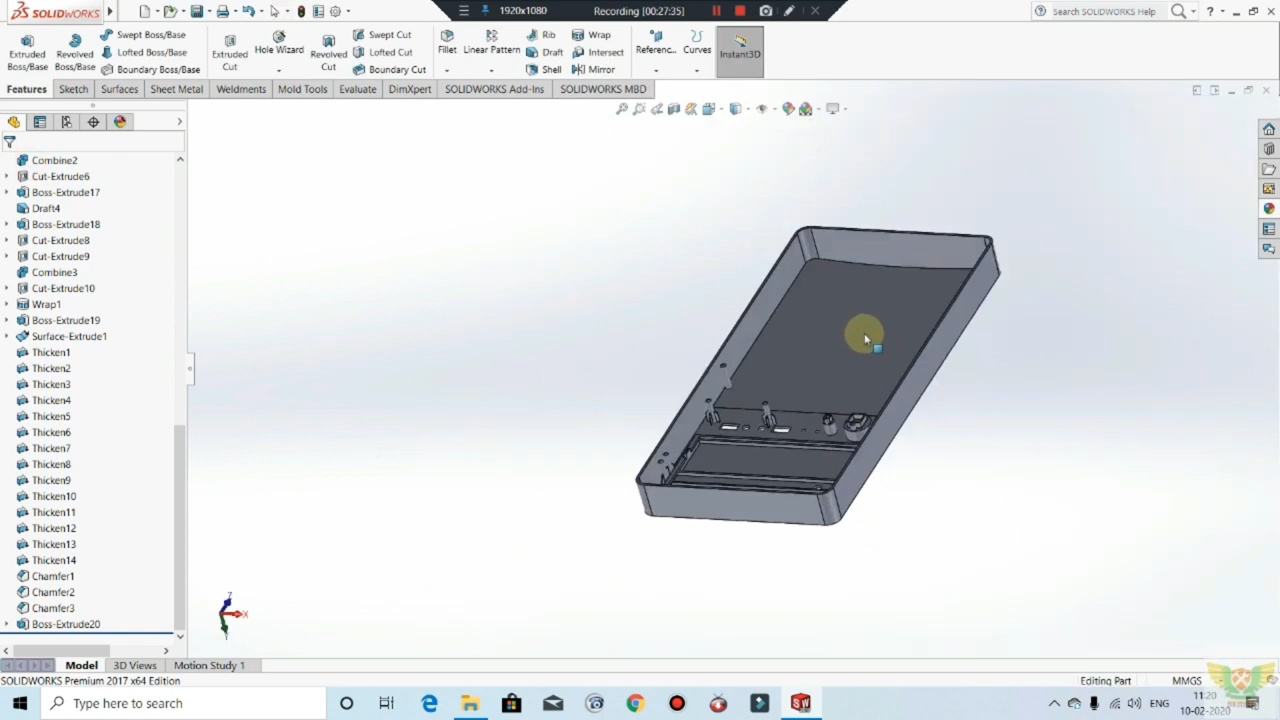 SOLIDWORKS
1920x1080
Recording [00:27:35]
Search SOLIDWORKS Help
Extruded Boss/Base
Revolved Boss/Base
Swept Boss/Base
Lofted Boss/Base
Boundary Boss/Base
Extruded Cut
Hole Wizard
Revolved Cut
Swept Cut
Lofted Cut
Boundary Cut
Fillet
Linear Pattern
Rib
Draft
Shell
Wrap
Intersect
Mirror
Referenc...
Curves
Instant3D
Features
Sketch
Surfaces
Sheet Metal
Weldments
Mold Tools
Evaluate
DimXpert
SOLIDWORKS Add-Ins
SOLIDWORKS MBD
Combine2
Cut-Extrude6
Boss-Extrude17
Draft4
Boss-Extrude18
Cut-Extrude8
Cut-Extrude9
Combine3
Cut-Extrude10
Wrap1
Boss-Extrude19
Surface-Extrude1
Thicken1
Thicken2
Thicken3
Thicken4
Thicken5
Thicken6
Thicken7
Thicken8
Thicken9
Thicken10
Thicken11
Thicken12
Thicken13
Thicken14
Chamfer1
Chamfer2
Chamfer3
Boss-Extrude20
Z
X
Y
Model
3D Views
Motion Study 1
SOLIDWORKS Premium 2017 x64 Edition
Editing Part
MMGS
Type here to search
ENG
11:20
10-02-2020